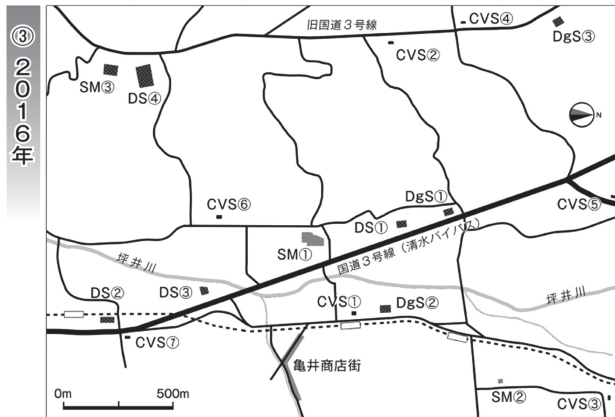 ③ 2016年
旧国道3号線
CVS④
DgS③
CVS②
SM③
DS④
N
CVS⑥
DgS①
DS①
CVS⑤
SM①
国道3号線(清水バイパス)
坪井川
DS③
DS②
CVS①
DgS②
坪井川
CVS⑦
亀井商店街
SM②
CVS③
0m 500m